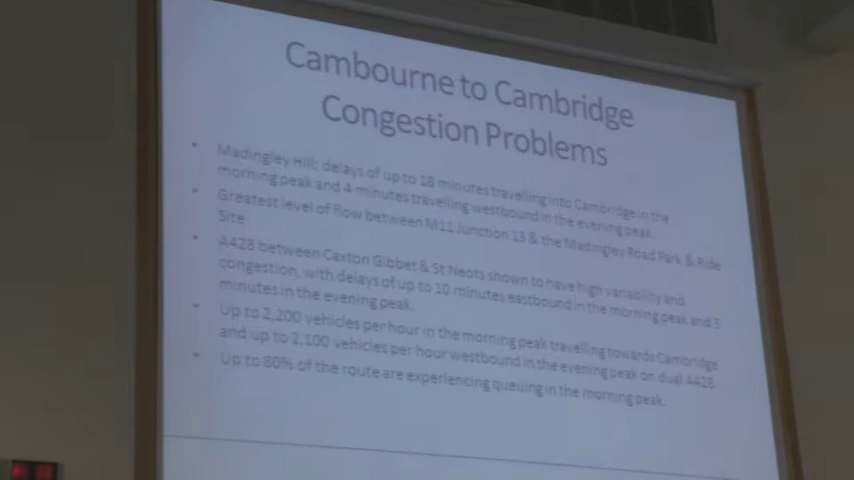 Cambourne to Cambridge
Congestion Problems
• Madingley Hill: delays of up to 18 minutes travelling into Cambridge in the
morning peak and 4 minutes travelling westbound in the evening peak.
• Greatest level of flow between M11 Junction 13 & the Madingley Road Park & Ride
Site.
• A428 between Caxton Gibbet & St Neots shown to have high variability and
congestion, with delays of up to 10 minutes eastbound in the morning peak and 5
minutes in the evening peak.
• Up to 2,200 vehicles per hour in the morning peak travelling towards Cambridge
and up to 2,100 vehicles per hour westbound in the evening peak on dual A428.
• Up to 80% of the route are experiencing queuing in the morning peak.